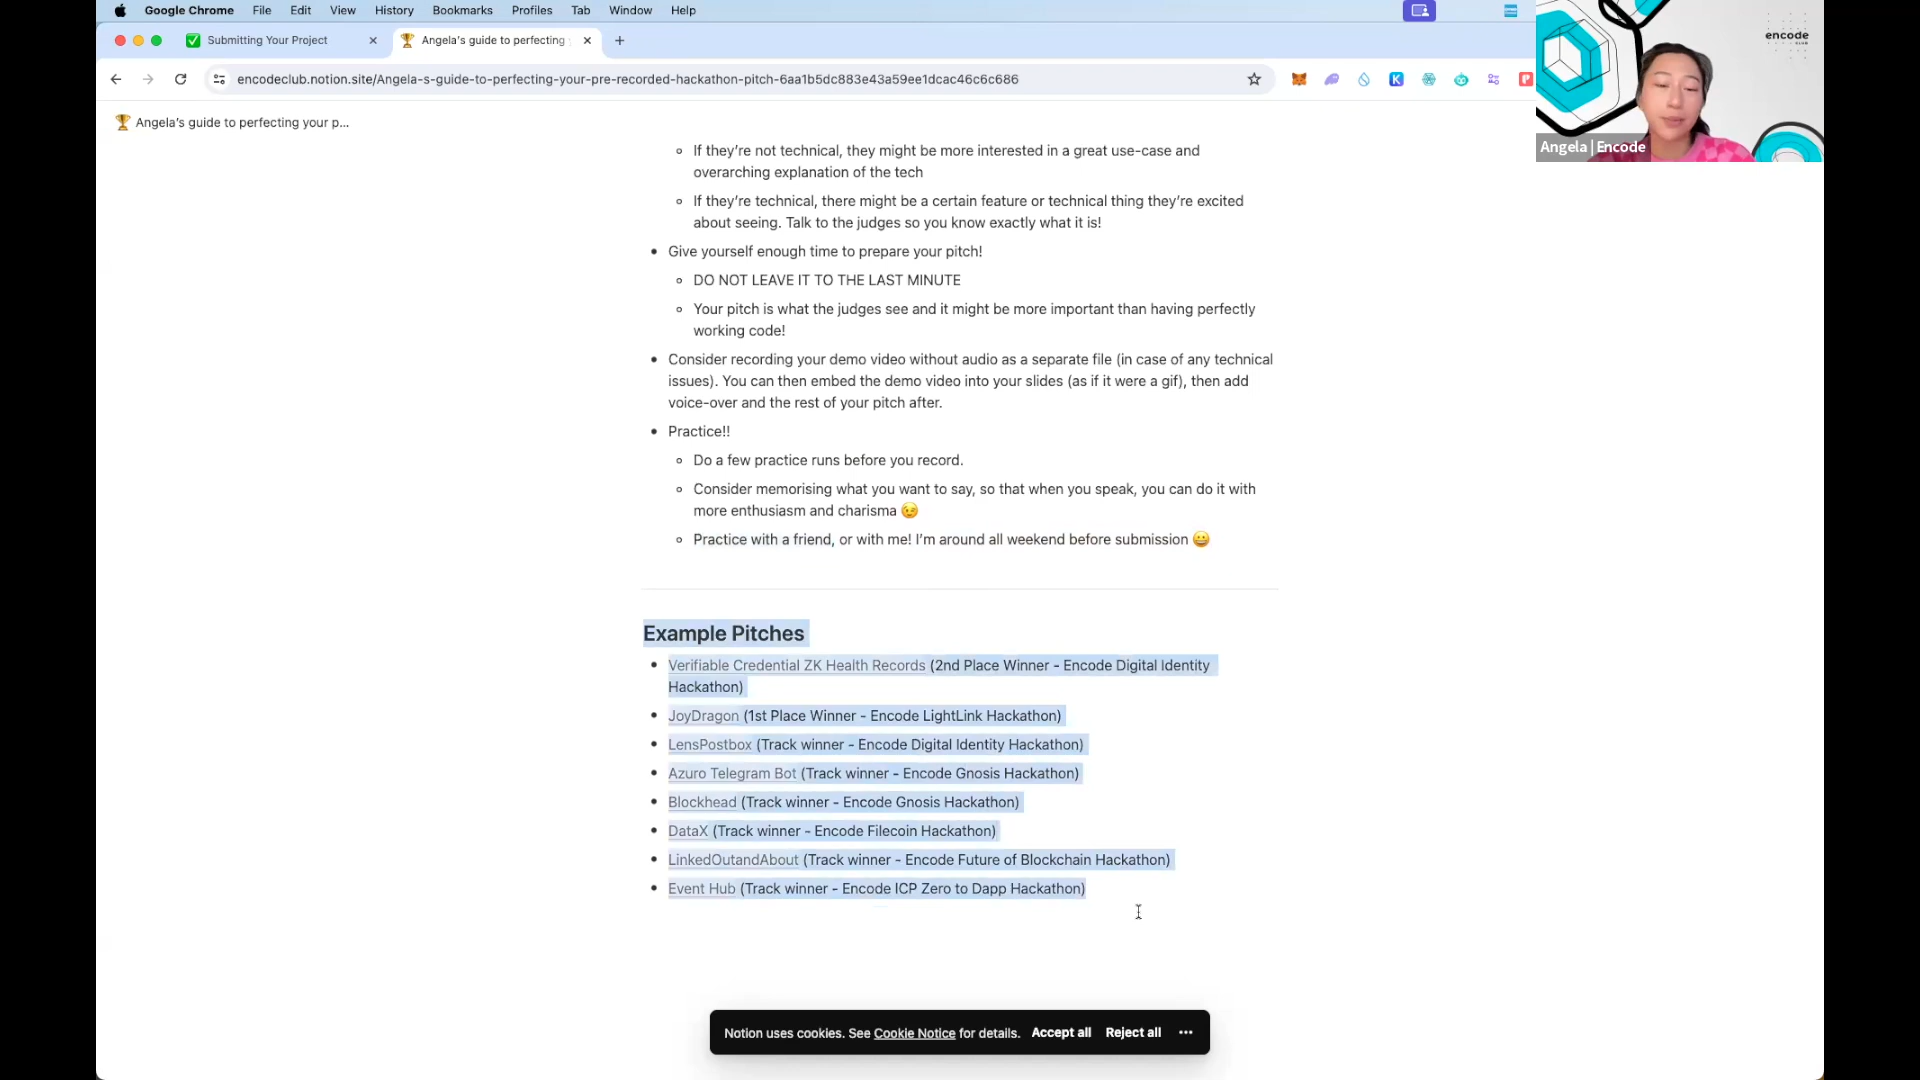 Google Chrome File Edit View History Bookmarks Profiles Tab Window Help
Submitting Your Project
Angela's guide to perfecting
encodeclub.notion.site/Angela-s-guide-to-perfecting-your-pre-recorded-hackathon-pitch-6aa1b5dc883e43a59ee1dcac46c6c686
K
encode
CLUB
Angela | Encode
Angela's guide to perfecting your p...
If they're not technical, they might be more interested in a great use-case and
overarching explanation of the tech
If they're technical, there might be a certain feature or technical thing they're excited
about seeing. Talk to the judges so you know exactly what it is!
Give yourself enough time to prepare your pitch!
DO NOT LEAVE IT TO THE LAST MINUTE
Your pitch is what the judges see and it might be more important than having perfectly
working code!
Consider recording your demo video without audio as a separate file (in case of any technical
issues). You can then embed the demo video into your slides (as if it were a gif), then add
voice-over and the rest of your pitch after.
Practice!!
Do a few practice runs before you record.
Consider memorising what you want to say, so that when you speak, you can do it with
more enthusiasm and charisma 😉
Practice with a friend, or with me! I'm around all weekend before submission 😀
Example Pitches
Verifiable Credential ZK Health Records (2nd Place Winner - Encode Digital Identity
Hackathon)
JoyDragon (1st Place Winner - Encode LightLink Hackathon)
LensPostbox (Track winner - Encode Digital Identity Hackathon)
Azuro Telegram Bot (Track winner - Encode Gnosis Hackathon)
Blockhead (Track winner - Encode Gnosis Hackathon)
DataX (Track winner - Encode Filecoin Hackathon)
LinkedOutandAbout (Track winner - Encode Future of Blockchain Hackathon)
Event Hub (Track winner - Encode ICP Zero to Dapp Hackathon)
Notion uses cookies. See Cookie Notice for details. Accept all Reject all